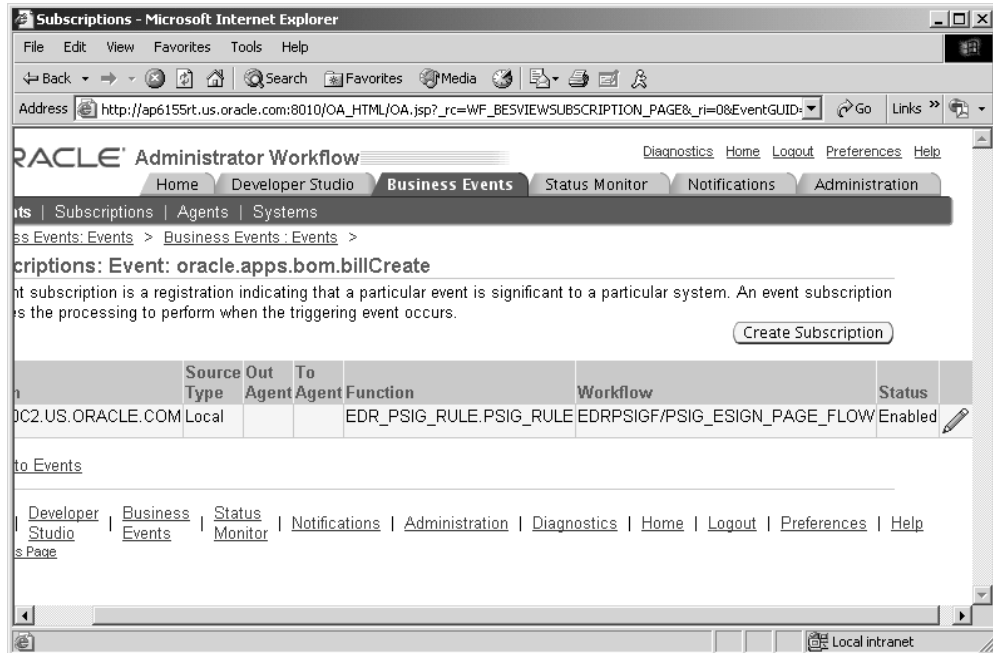 Subscriptions - Microsoft Internet Explorer
File Edit View Favorites Tools Help
Back Search Favorites Media
Address http://ap6155rt.us.oracle.com:8010/OA_HTML/OA.jsp?_rc=WF_BESVIEWSUBSCRIPTION_PAGE&_ri=0&EventGUID= Go Links »
RACLE Administrator Workflow Diagnostics Home Logout Preferences Help
Home Developer Studio Business Events Status Monitor Notifications Administration
nts | Subscriptions | Agents | Systems
ss Events: Events > Business Events : Events >
criptions: Event: oracle.apps.bom.billCreate
nt subscription is a registration indicating that a particular event is significant to a particular system. An event subscription
es the processing to perform when the triggering event occurs.
Create Subscription
Source Out To
Type Agent Agent Function Workflow Status
0C2.US.ORACLE.COM Local EDR_PSIG_RULE.PSIG_RULE EDRPSIGF/PSIG_ESIGN_PAGE_FLOW Enabled
to Events
| Developer Studio | Business Events | Status Monitor | Notifications | Administration | Diagnostics | Home | Logout | Preferences | Help
s Page
Local intranet